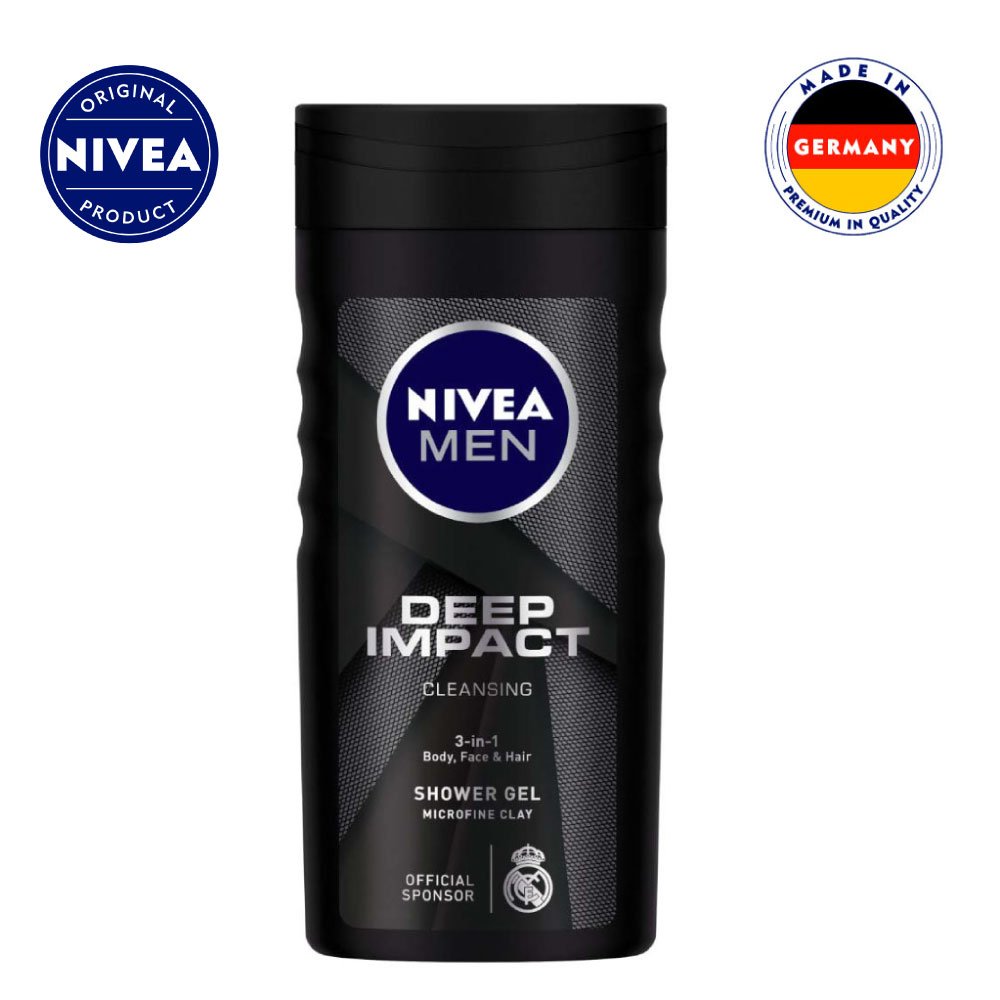 ORIGINAL
NIVEA
PRODUCT
MADE IN
GERMANY
PREMIUM IN QUALITY
NIVEA
MEN
DEEP
IMPACT
CLEANSING
3-in-1
Body, Face & Hair
SHOWER GEL
MICROFINE CLAY
OFFICIAL
SPONSOR